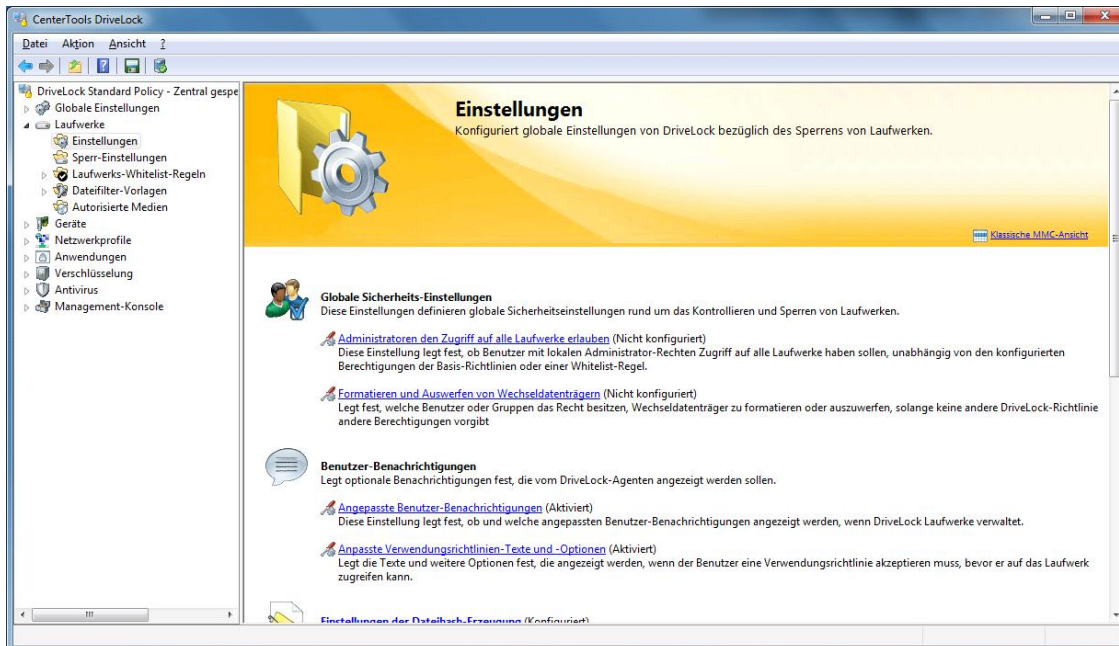 CenterTools DriveLock
Datei Aktion Ansicht ?
DriveLock Standard Policy - Zentral gespe
Globale Einstellungen
Laufwerke
Einstellungen
Sperr-Einstellungen
Laufwerks-Whitelist-Regeln
Dateifilter-Vorlagen
Autorisierte Medien
Geräte
Netzwerkprofile
Anwendungen
Verschlüsselung
Antivirus
Management-Konsole
Einstellungen
Konfiguriert globale Einstellungen von DriveLock bezüglich des Sperrens von Laufwerken.
Klassische MMC-Ansicht
Globale Sicherheits-Einstellungen
Diese Einstellungen definieren globale Sicherheitseinstellungen rund um das Kontrollieren und Sperren von Laufwerken.
Administratoren den Zugriff auf alle Laufwerke erlauben (Nicht konfiguriert)
Diese Einstellung legt fest, ob Benutzer mit lokalen Administrator-Rechten Zugriff auf alle Laufwerke haben sollen, unabhängig von den konfigurierten
Berechtigungen der Basis-Richtlinien oder einer Whitelist-Regel.
Formatieren und Auswerfen von Wechseldatenträgern (Nicht konfiguriert)
Legt fest, welche Benutzer oder Gruppen das Recht besitzen, Wechseldatenträger zu formatieren oder auszuwerfen, solange keine andere DriveLock-Richtlinie
andere Berechtigungen vorgibt
Benutzer-Benachrichtigungen
Legt optionale Benachrichtigungen fest, die vom DriveLock-Agenten angezeigt werden sollen.
Angepasste Benutzer-Benachrichtigungen (Aktiviert)
Diese Einstellung legt fest, ob und welche angepassten Benutzer-Benachrichtigungen angezeigt werden, wenn DriveLock Laufwerke verwaltet.
Anpasste Verwendungsrichtlinien-Texte und -Optionen (Aktiviert)
Legt die Texte und weitere Optionen fest, die angezeigt werden, wenn der Benutzer eine Verwendungsrichtlinie akzeptieren muss, bevor er auf das Laufwerk
zugreifen kann.
Einstellungen der Dateihash-Erzeugung (Konfiguriert)